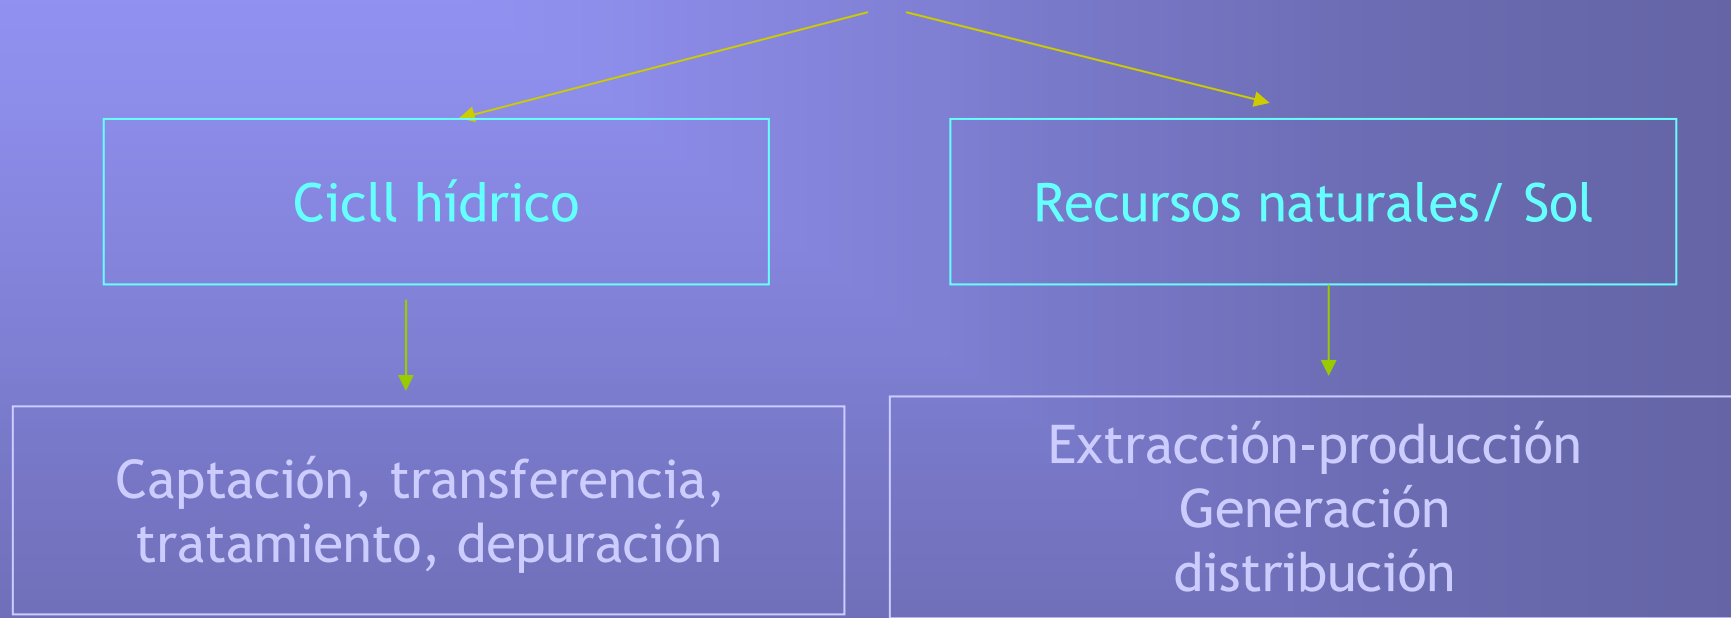 Cicll hídrico
Recursos naturales/ Sol
Captación, transferencia,
tratamiento, depuración
Extracción-producción
Generación
distribución